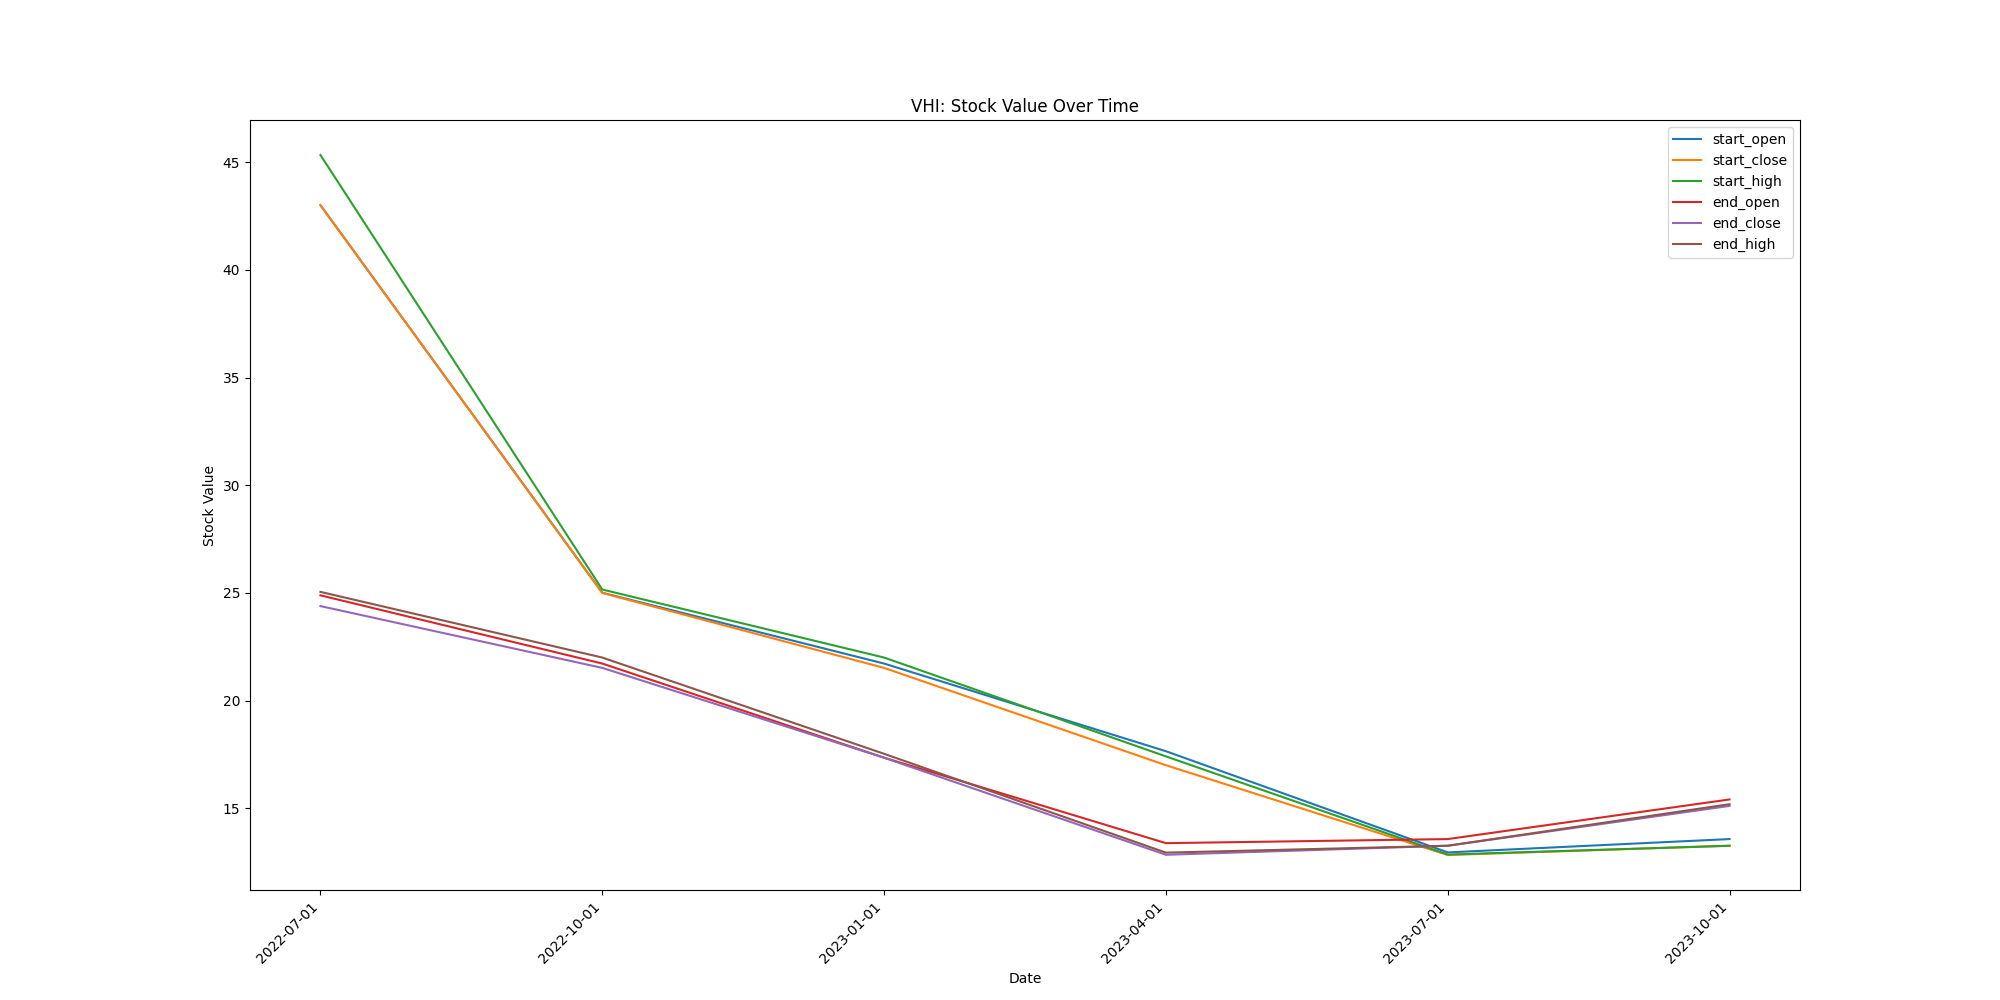 VHI: Stock Value Over Time
start_open
start_close
start_high
end_open
end_close
end_high
Stock Value
45
40
35
30
25
20
15
2022-07-01
2022-10-01
2023-01-01
2023-04-01
2023-07-01
2023-10-01
Date